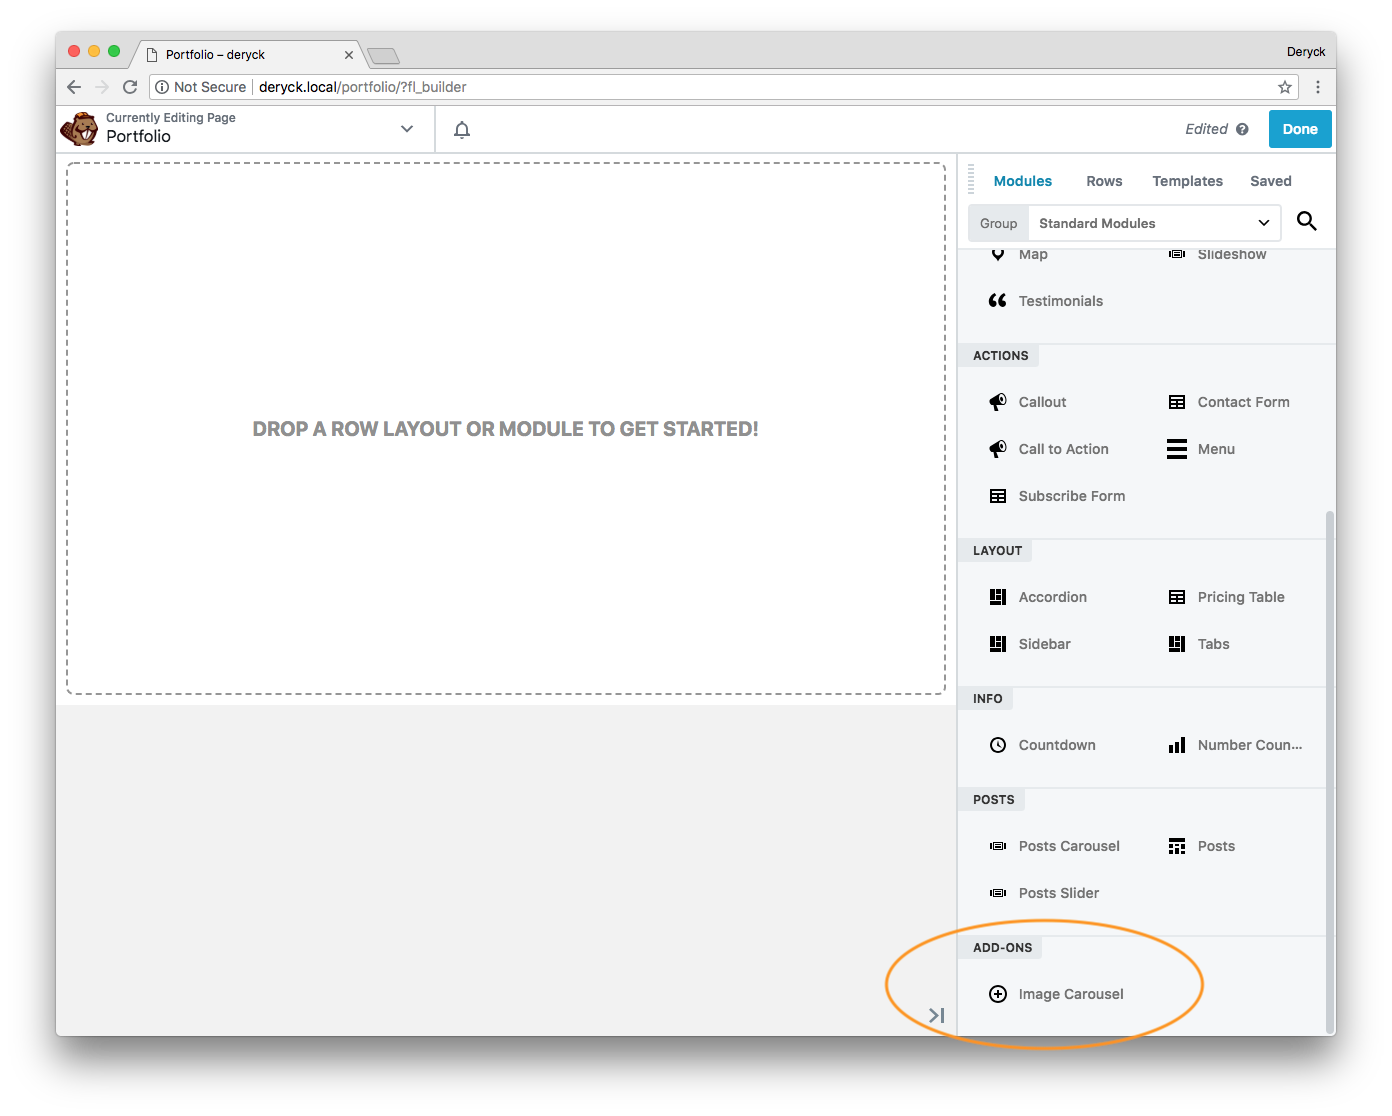 Portfolio – deryck
Deryck
Not Secure
deryck.local/portfolio/?fl_builder
Currently Editing Page
Portfolio
Edited
Done
DROP A ROW LAYOUT OR MODULE TO GET STARTED!
Modules Rows Templates Saved
Group Standard Modules
Map Slideshow
Testimonials
ACTIONS
Callout Contact Form
Call to Action Menu
Subscribe Form
LAYOUT
Accordion Pricing Table
Sidebar Tabs
INFO
Countdown Number Coun...
POSTS
Posts Carousel Posts
Posts Slider
ADD-ONS
Image Carousel